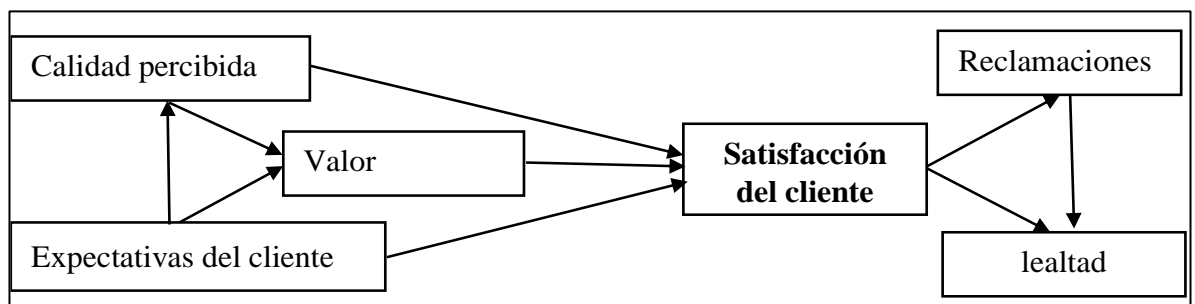 Calidad percibida
Reclamaciones
Valor
Satisfacción
del cliente
Expectativas del cliente
lealtad